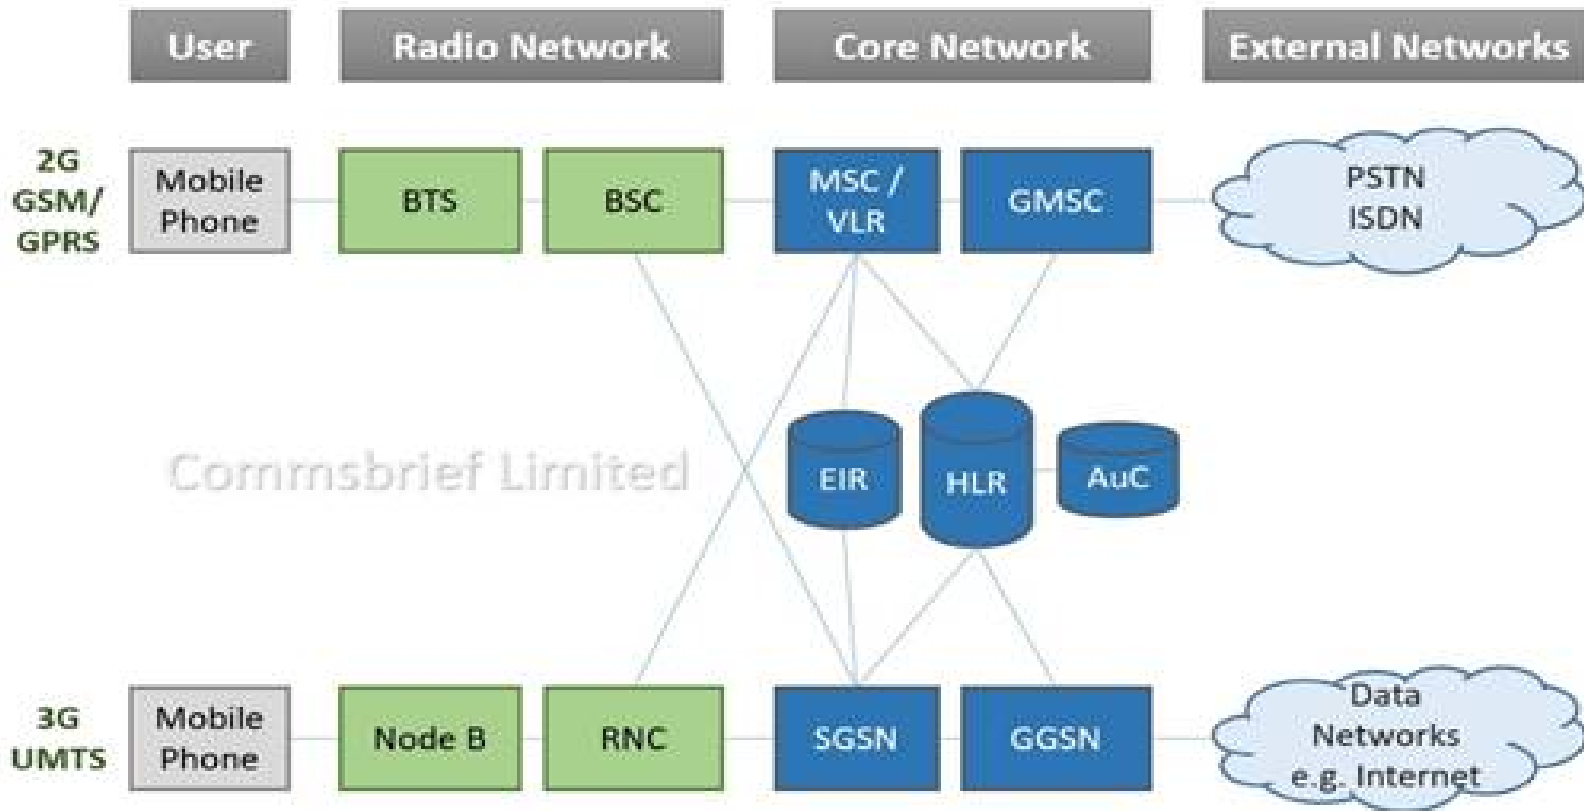 User
Radio Network
Core Network
External Networks
2G
GSM/
GPRS
Mobile
Phone
BTS
BSC
MSC /
VLR
GMSC
PSTN
ISDN
Commsbrief Limited
EIR
HLR
AuC
3G
UMTS
Mobile
Phone
Node B
RNC
SGSN
GGSN
Data
Networks
e.g. Internet